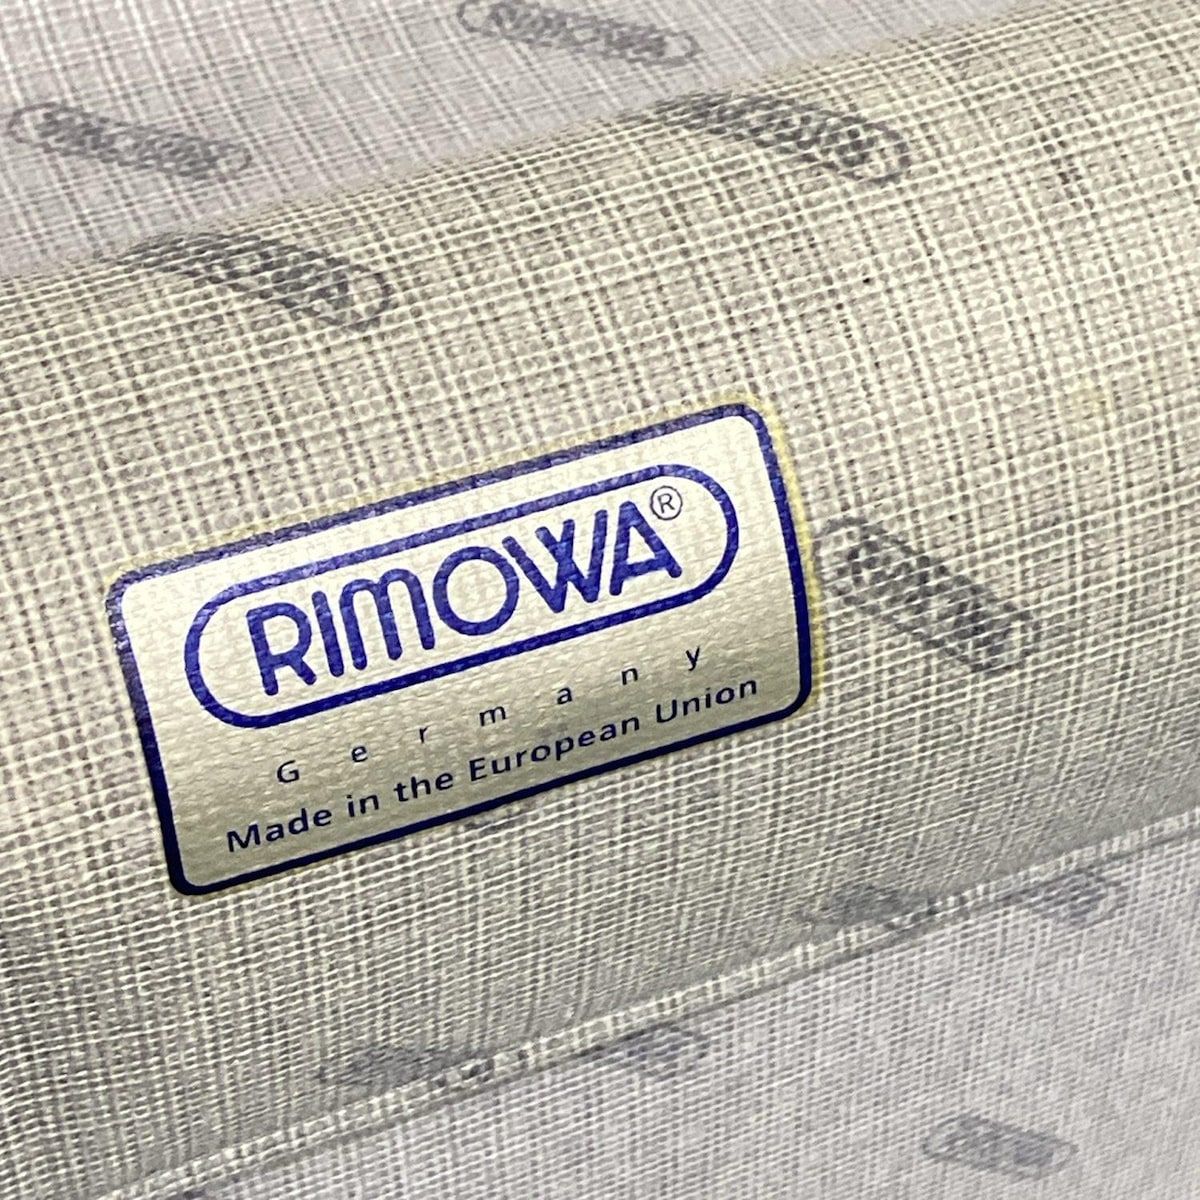 RIMOWA®
Germany
Made in the European Union